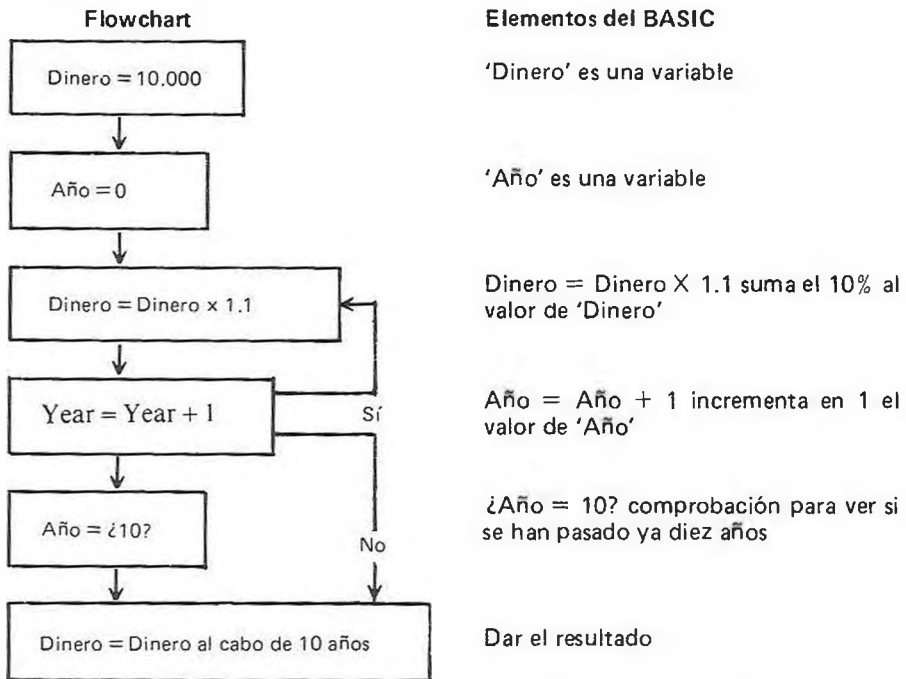 Flowchart
Elementos del BASIC
Dinero = 10.000
'Dinero' es una variable
Año = 0
'Año' es una variable
Dinero = Dinero x 1.1
Dinero = Dinero X 1.1 suma el 10% al
valor de 'Dinero'
Year = Year + 1
Sí
Año = Año + 1 incrementa en 1 el
valor de 'Año'
Año = ¿10?
No
¿Año = 10? comprobación para ver si
se han pasado ya diez años
Dinero = Dinero al cabo de 10 años
Dar el resultado